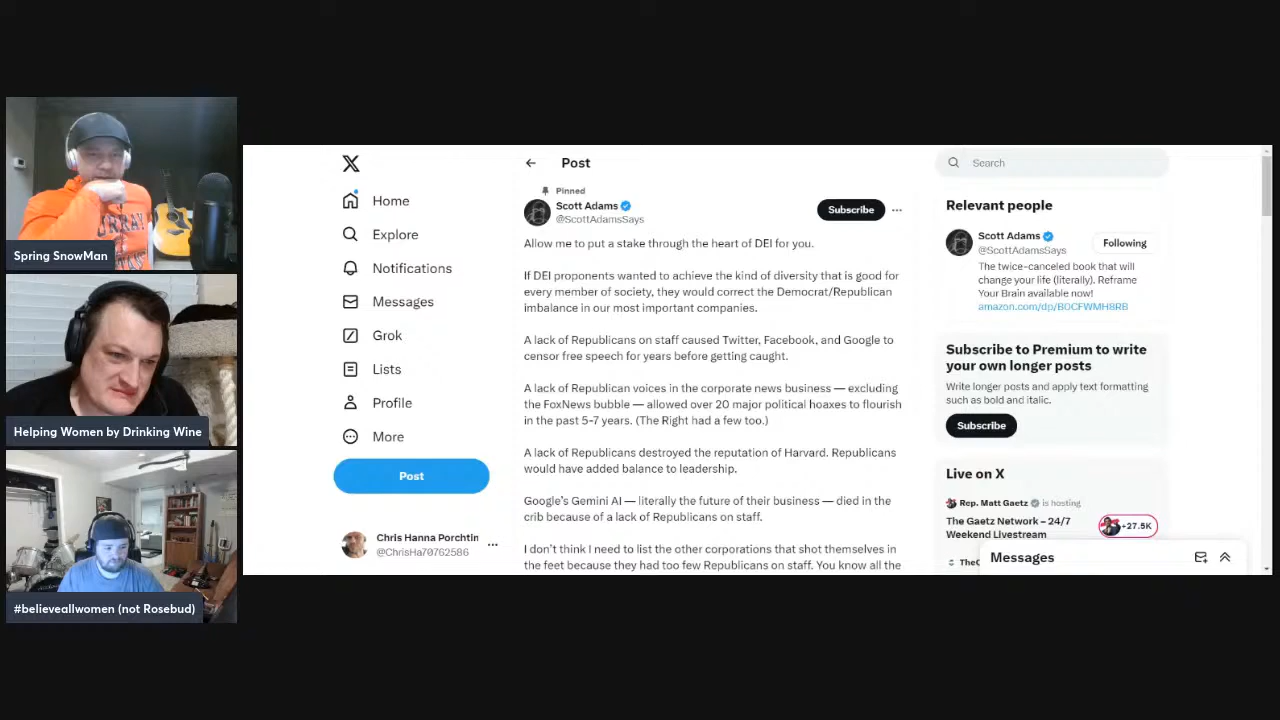 Spring SnowMan
Helping Women by Drinking Wine
#believeallwomen (not Rosebud)
Home
Explore
Notifications
Messages
Grok
Lists
Profile
More
Post
Chris Hanna Porchtin
@ChrisHa70762586
Post
Pinned
Scott Adams
@ScottAdamsSays
Subscribe
Allow me to put a stake through the heart of DEI for you.
If DEI proponents wanted to achieve the kind of diversity that is good for
every member of society, they would correct the Democrat/Republican
imbalance in our most important companies.
A lack of Republicans on staff caused Twitter, Facebook, and Google to
censor free speech for years before getting caught.
A lack of Republican voices in the corporate news business — excluding
the FoxNews bubble — allowed over 20 major political hoaxes to flourish
in the past 5-7 years. (The Right had a few too.)
A lack of Republicans destroyed the reputation of Harvard. Republicans
would have added balance to leadership.
Google's Gemini AI — literally the future of their business — died in the
crib because of a lack of Republicans on staff.
I don't think I need to list the other corporations that shot themselves in
the feet because they had too few Republicans on staff. You know all the
Search
Relevant people
Scott Adams
@ScottAdamsSays
Following
The twice-canceled book that will
change your life (literally). Reframe
Your Brain available now!
amazon.com/dp/B0CFWMH8RB
Subscribe to Premium to write
your own longer posts
Write longer posts and apply text formatting
such as bold and italic.
Subscribe
Live on X
Rep. Matt Gaetz is hosting
The Gaetz Network – 24/7
Weekend Livestream
+27.5K
Messages